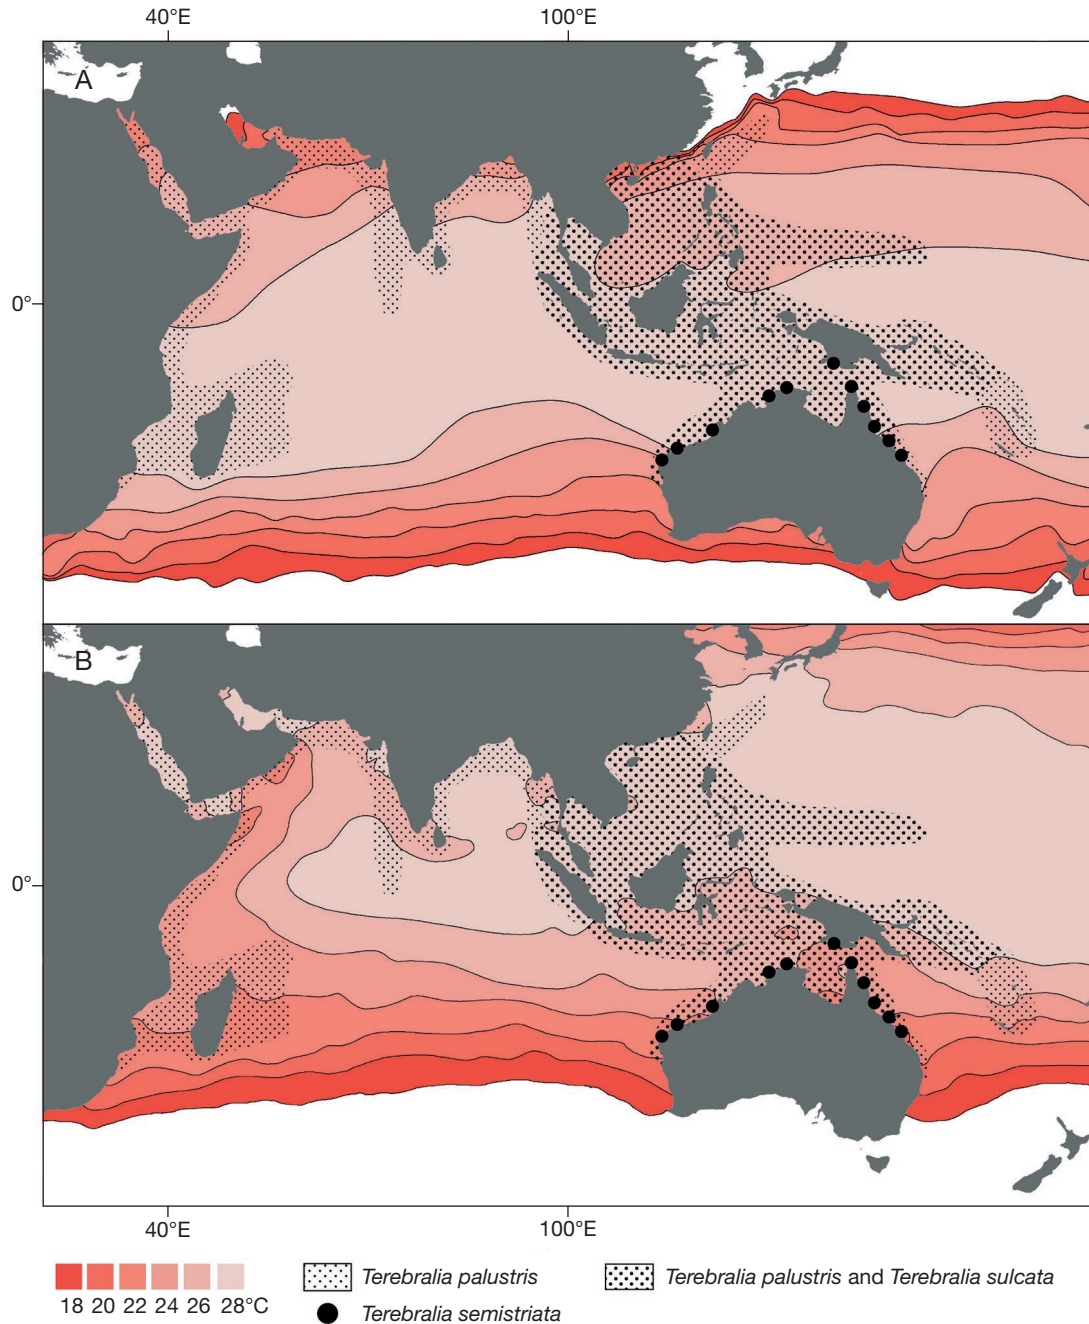 40°E 100°E
A
0°
B
0°
40°E 100°E
18 20 22 24 26 28°C
Terebralia palustris
Terebralia palustris and Terebralia sulcata
Terebralia semistriata